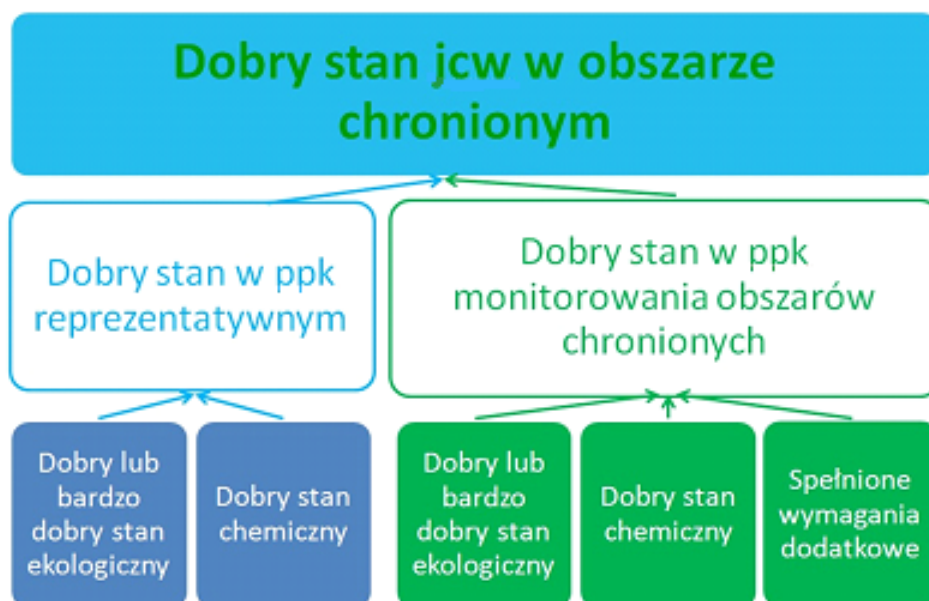 Dobry stan jcw w obszarze
chronionym
Dobry stan w ppk
reprezentatywnym
Dobry stan w ppk
monitorowania obszarów
chronionych
Dobry lub
bardzo
dobry stan
ekologiczny
Dobry stan
chemiczny
Dobry lub
bardzo
dobry stan
ekologiczny
Dobry stan
chemiczny
Spełnione
wymagania
dodatkowe